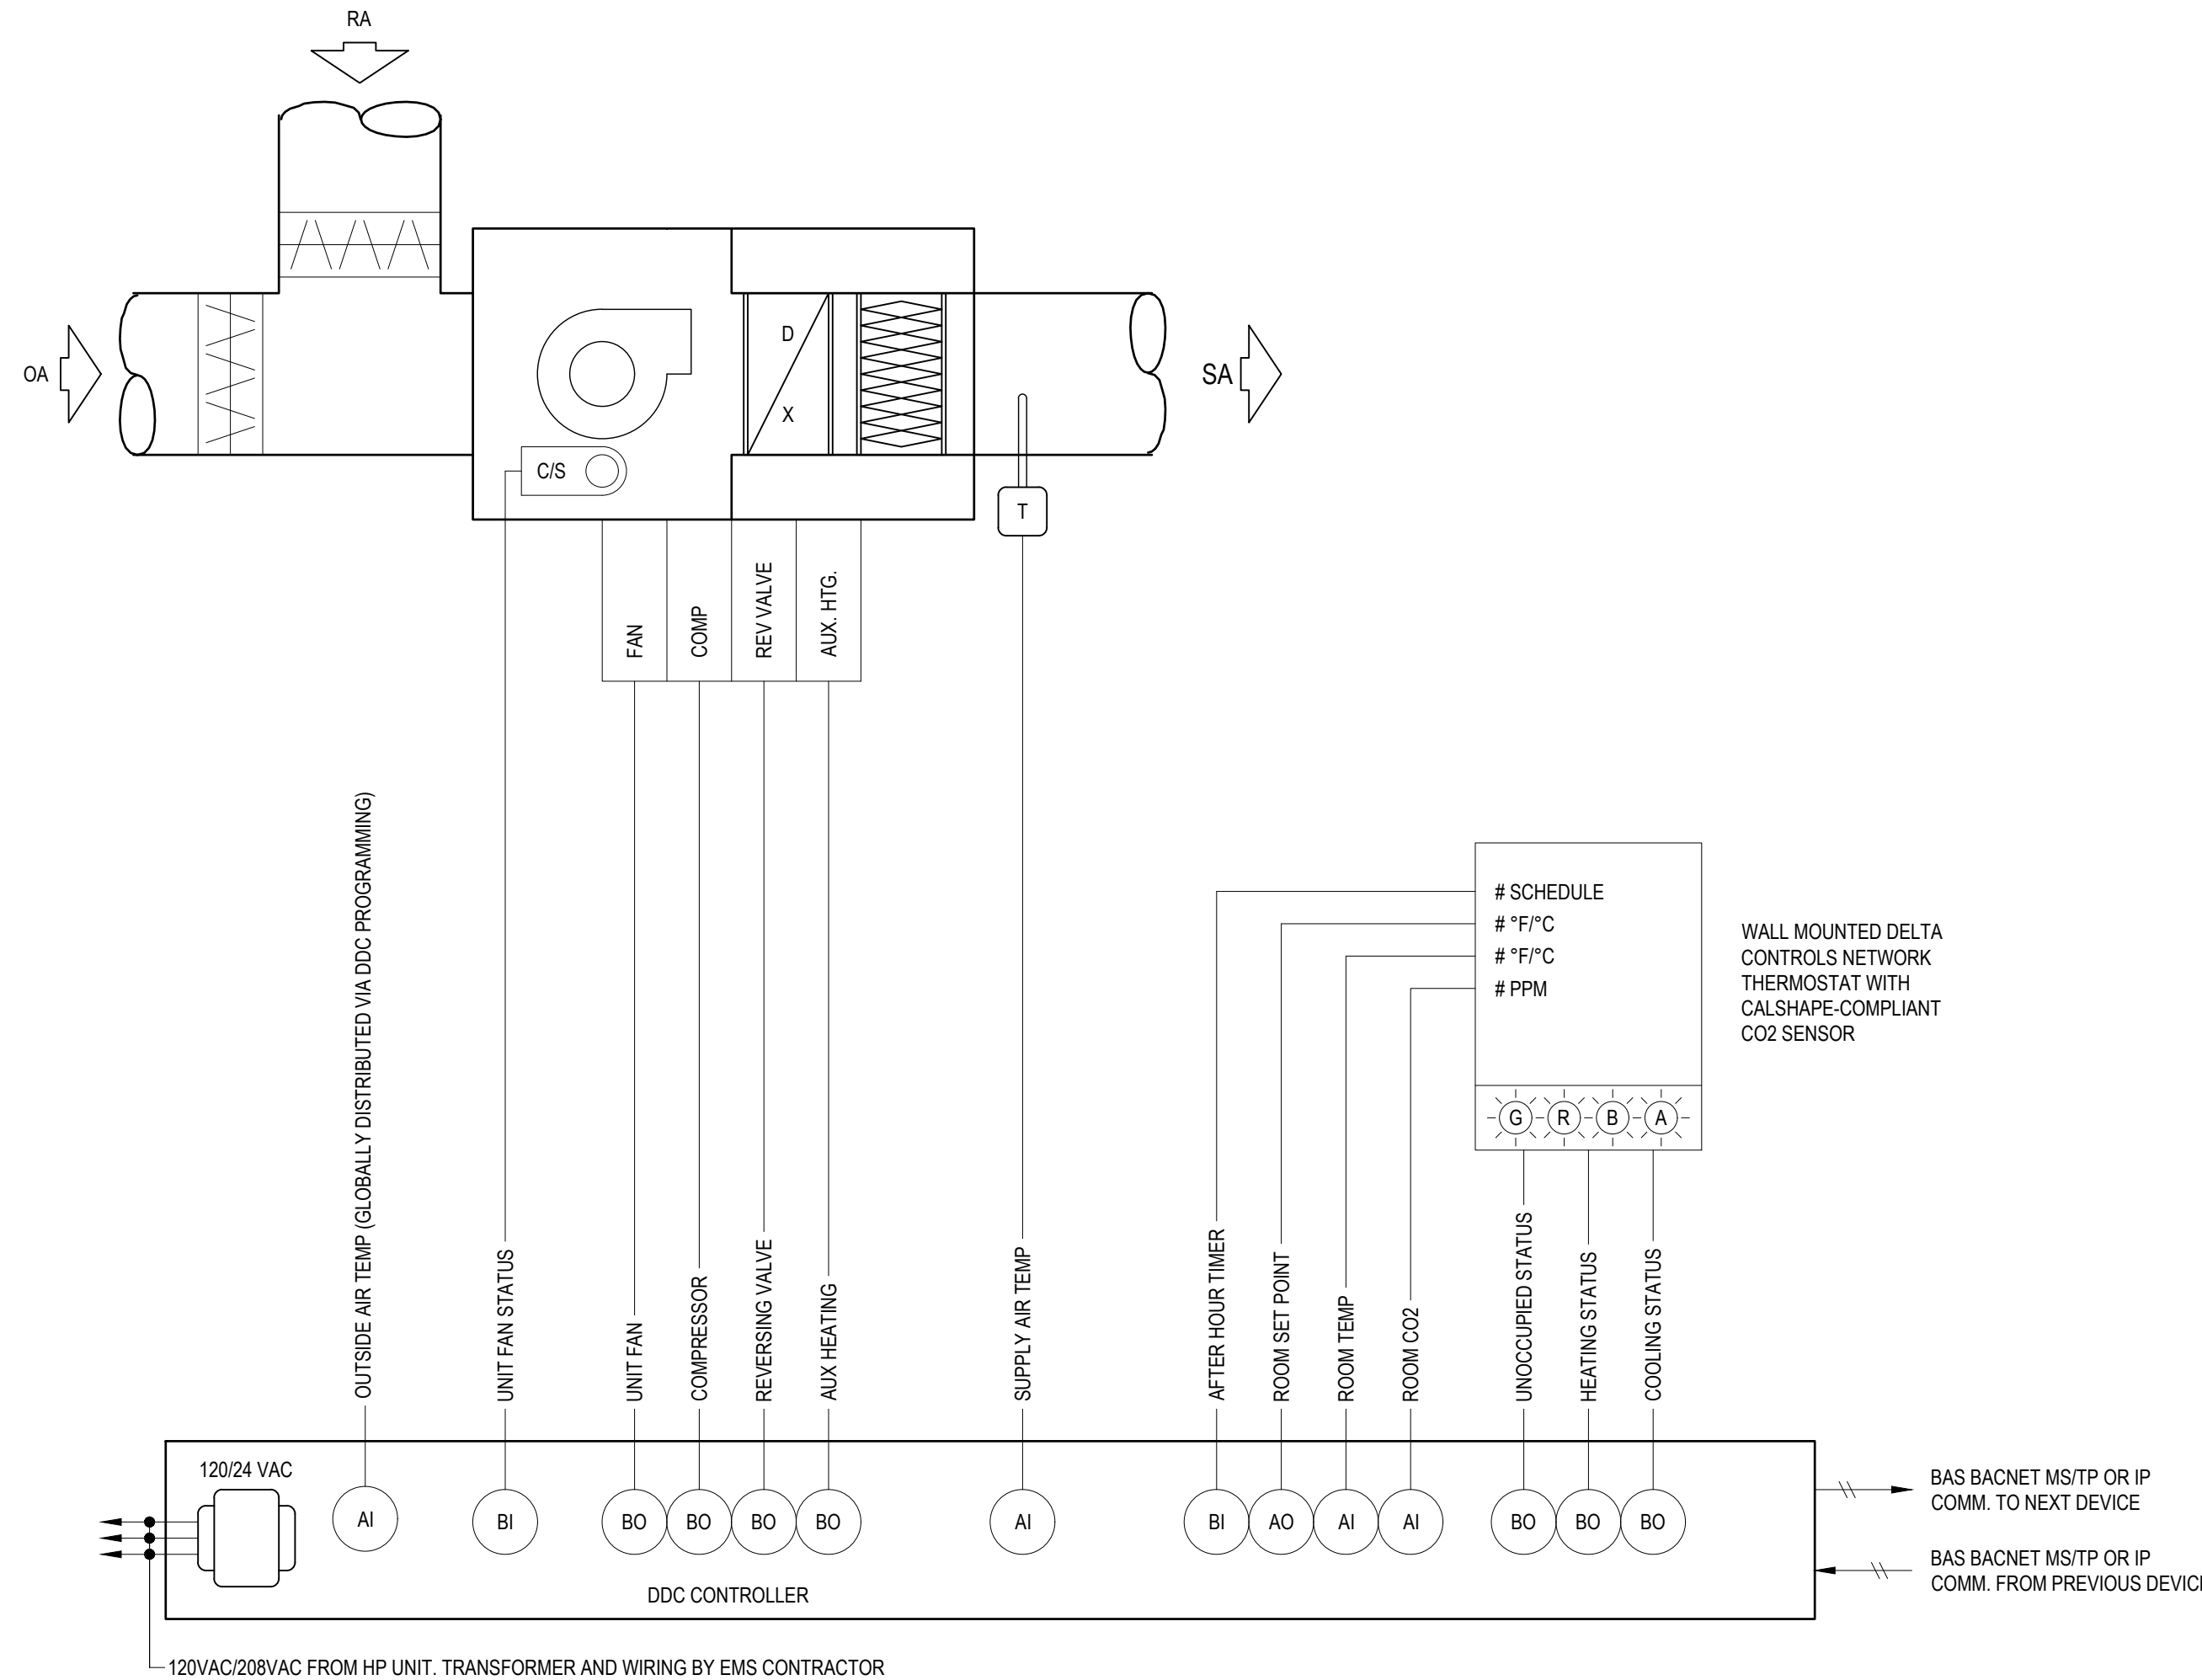 RA
OA
SA
D
X
C/S
T
FAN
COMP
REV VALVE
AUX. HTG.
OUTSIDE AIR TEMP (GLOBALLY DISTRIBUTED VIA DDC PROGRAMMING)
UNIT FAN STATUS
UNIT FAN
COMPRESSOR
REVERSING VALVE
AUX HEATING
SUPPLY AIR TEMP
AFTER HOUR TIMER
ROOM SET POINT
ROOM TEMP
ROOM CO2
# SCHEDULE
# °F/°C
# °F/°C
# PPM
G R B A
WALL MOUNTED DELTA
CONTROLS NETWORK
THERMOSTAT WITH
CALSHAPE-COMPLIANT
CO2 SENSOR
UNOCCUPIED STATUS
HEATING STATUS
COOLING STATUS
120/24 VAC
AI
BI
BO
BO
BO
BO
AI
BI
AO
AI
AI
BO
BO
BO
DDC CONTROLLER
BAS BACNET MS/TP OR IP
COMM. TO NEXT DEVICE
BAS BACNET MS/TP OR IP
COMM. FROM PREVIOUS DEVICE
120VAC/208VAC FROM HP UNIT. TRANSFORMER AND WIRING BY EMS CONTRACTOR